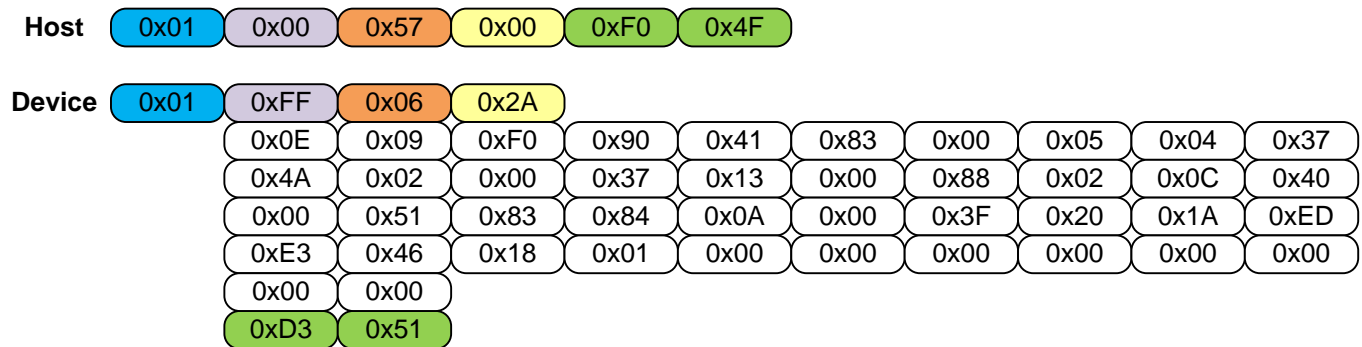 Host 0x01 0x00 0x57 0x00 0xF0 0x4F
Device 0x01 0xFF 0x06 0x2A
0x0E 0x09 0xF0 0x90 0x41 0x83 0x00 0x05 0x04 0x37
0x4A 0x02 0x00 0x37 0x13 0x00 0x88 0x02 0x0C 0x40
0x00 0x51 0x83 0x84 0x0A 0x00 0x3F 0x20 0x1A 0xED
0xE3 0x46 0x18 0x01 0x00 0x00 0x00 0x00 0x00 0x00
0x00 0x00
0xD3 0x51